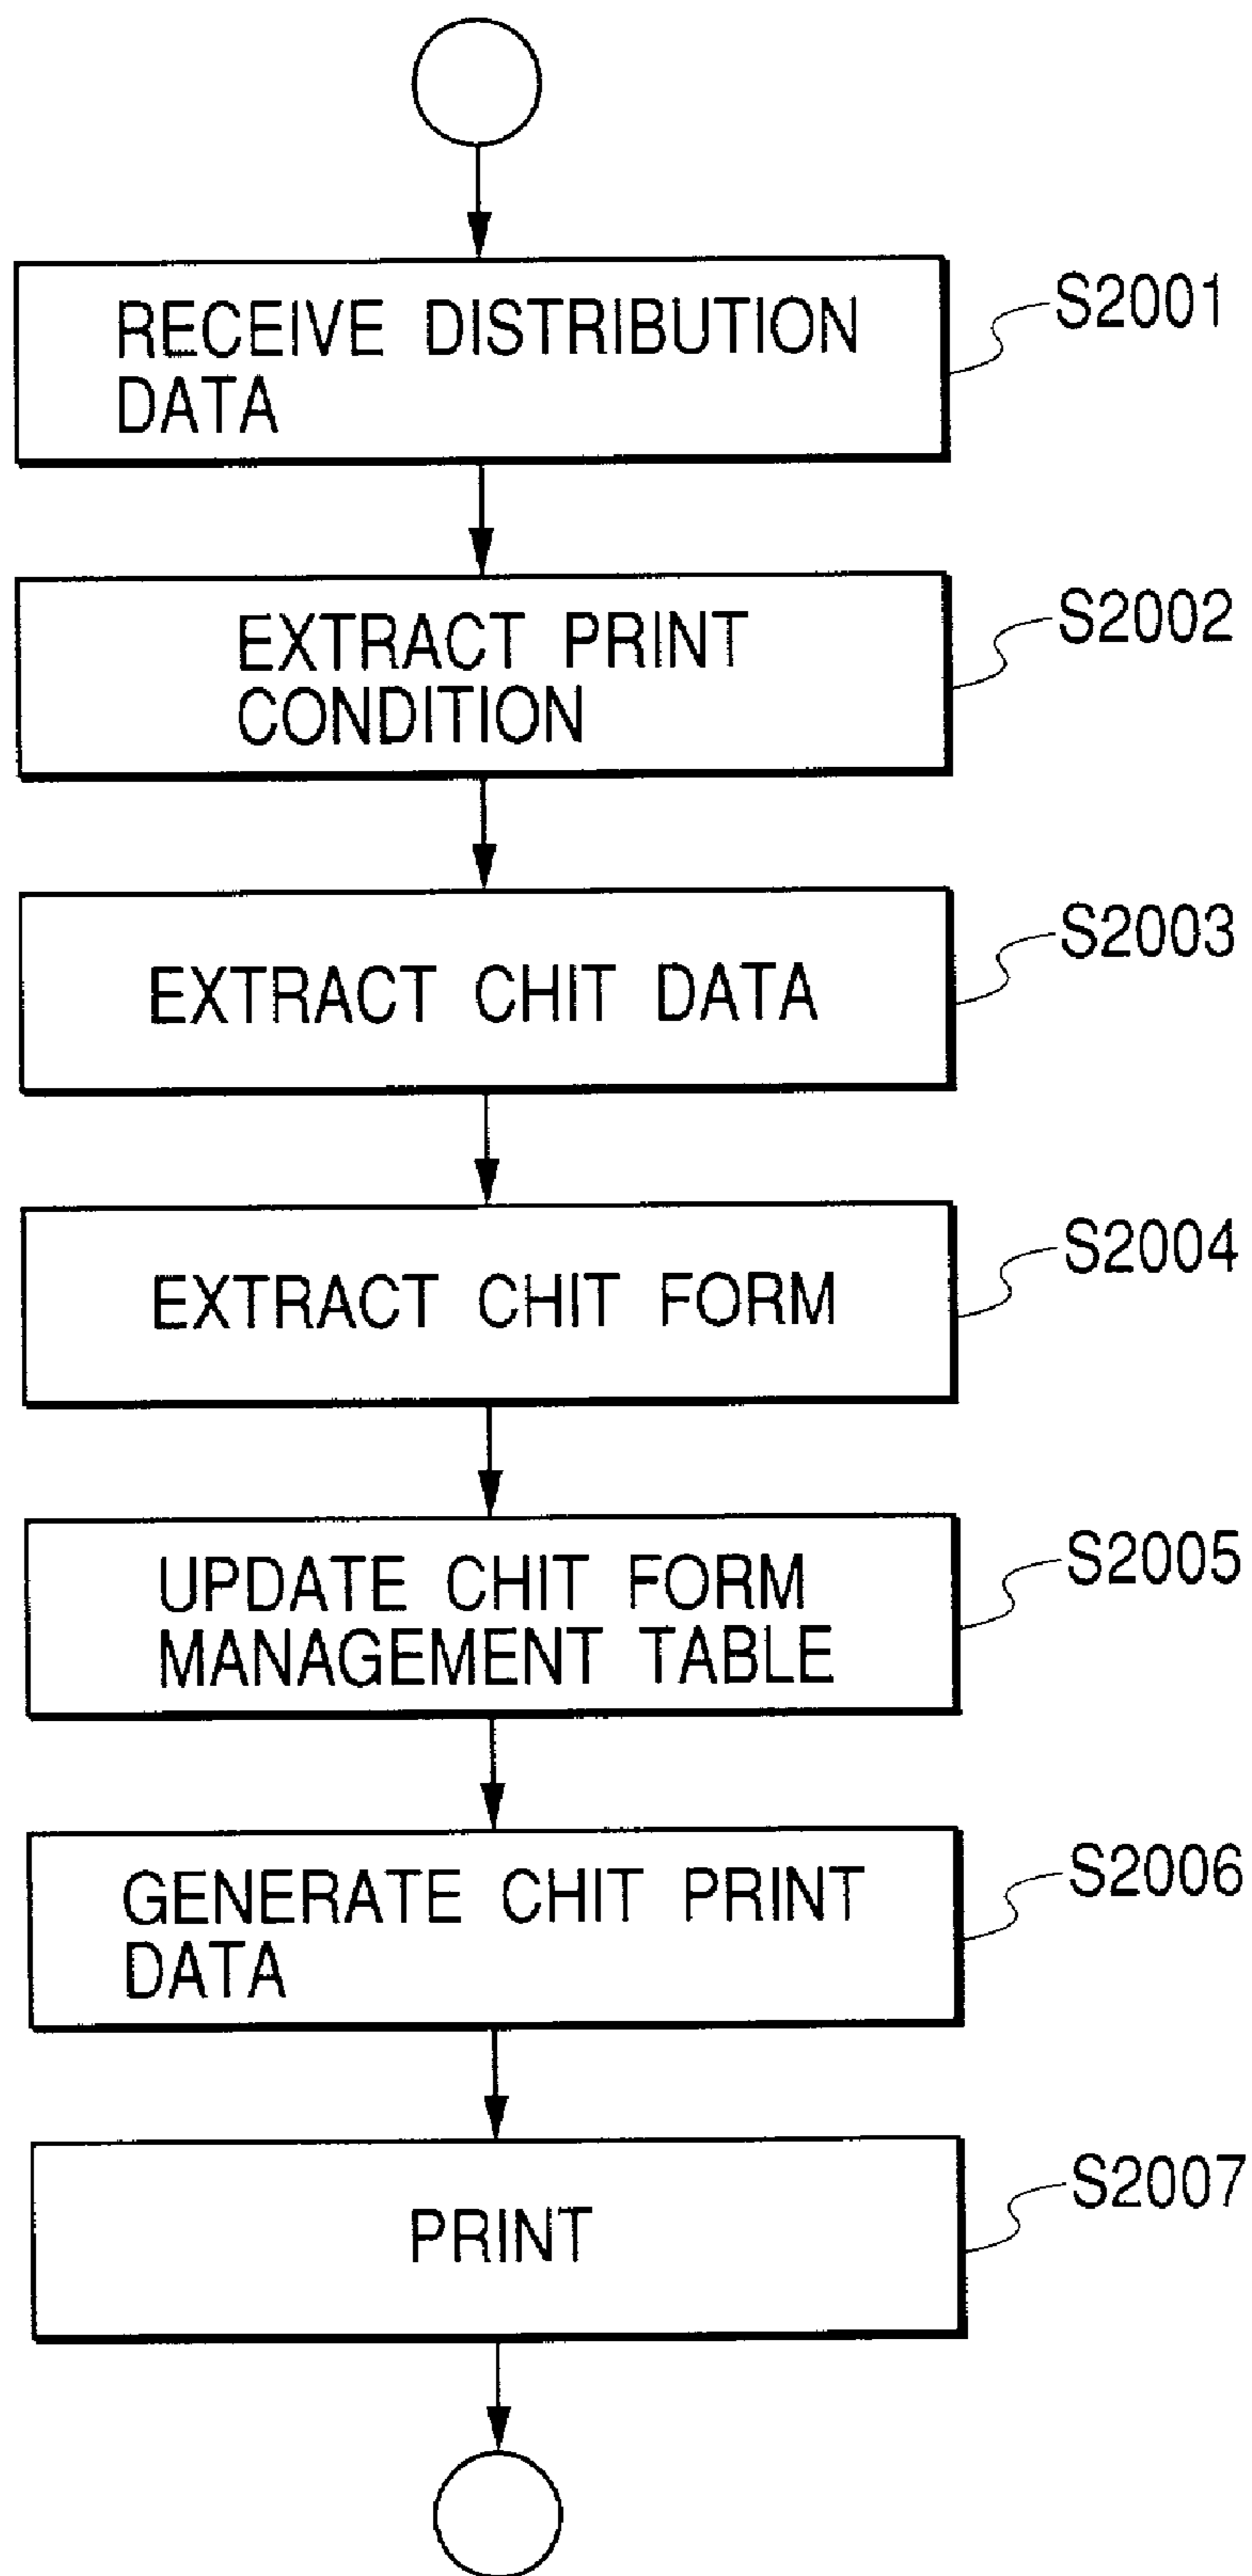 RECEIVE DISTRIBUTION
DATA
S2001
EXTRACT PRINT
CONDITION
S2002
EXTRACT CHIT DATA
S2003
EXTRACT CHIT FORM
S2004
UPDATE CHIT FORM
MANAGEMENT TABLE
S2005
GENERATE CHIT PRINT
DATA
S2006
PRINT
S2007